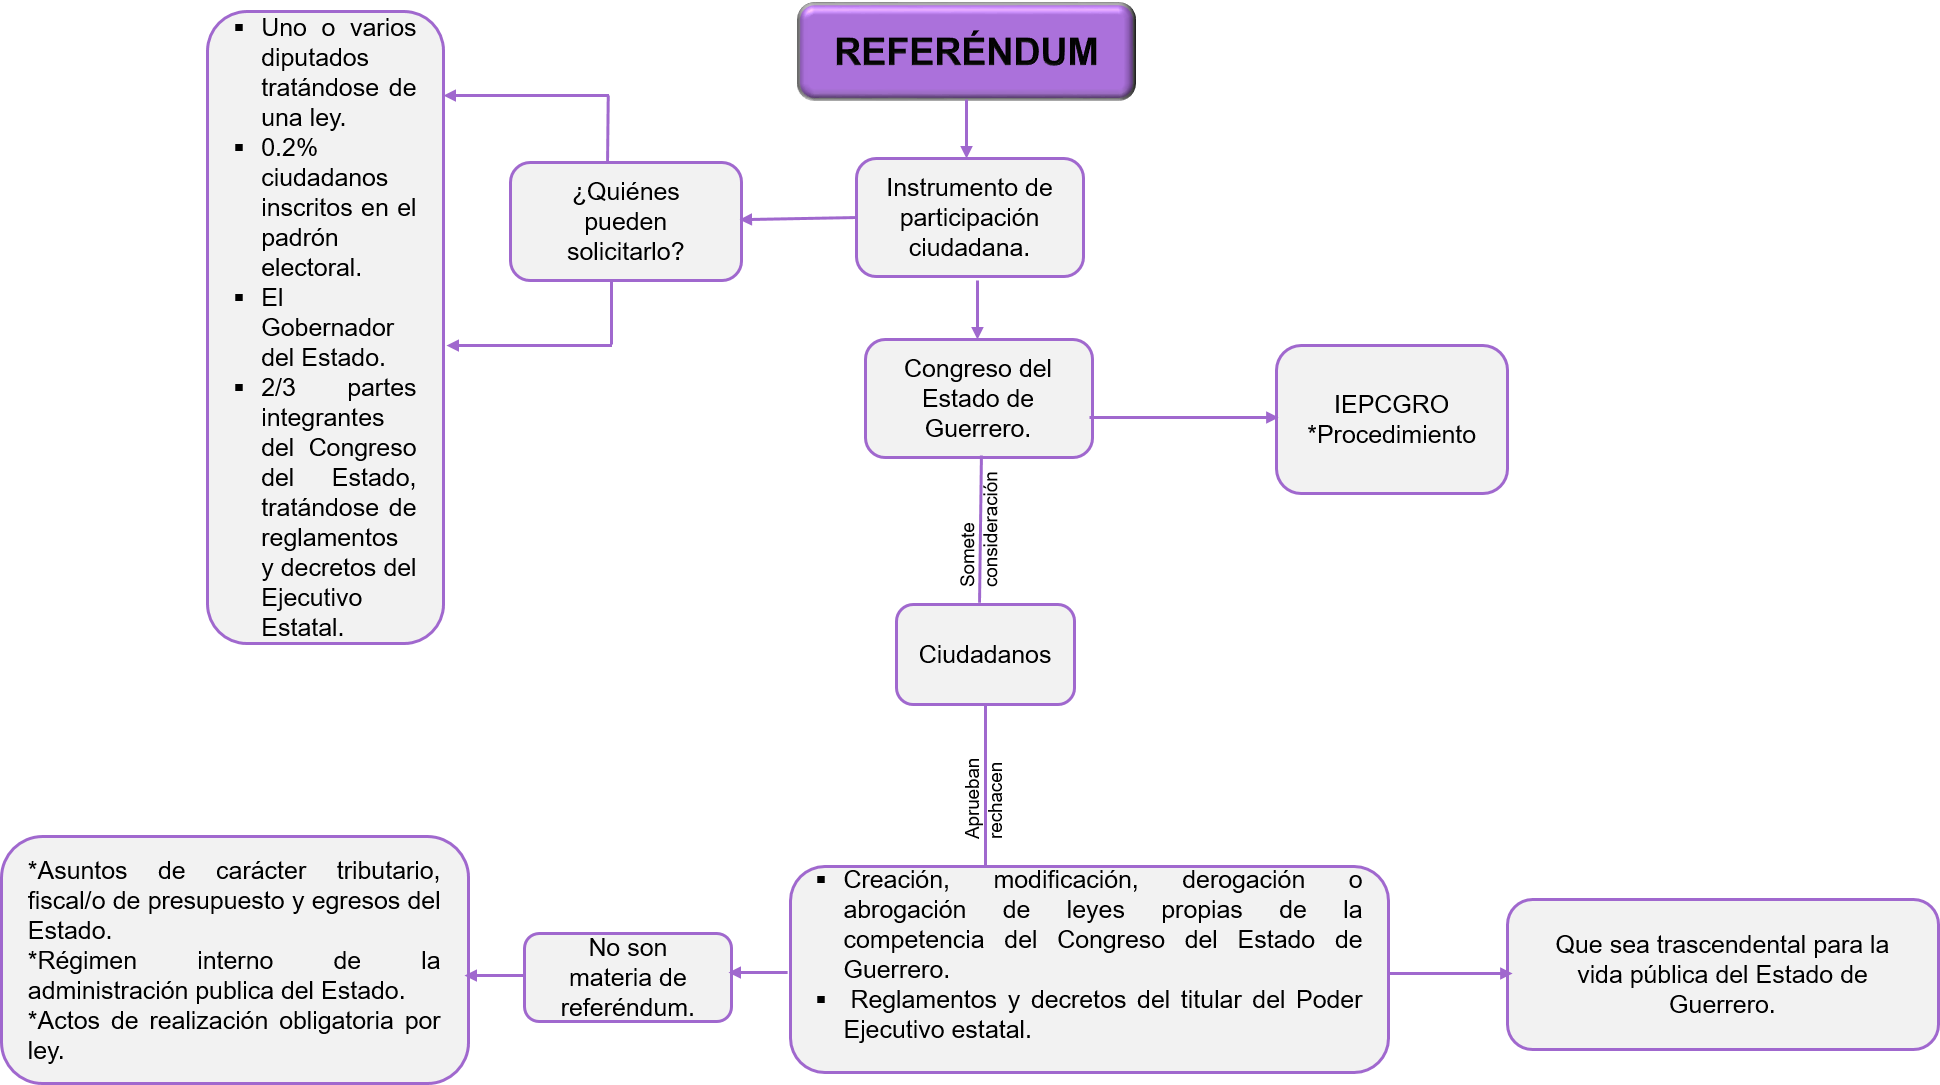 REFERÉNDUM
▪ Uno o varios
diputados
tratándose de
una ley.
▪ 0.2%
ciudadanos
inscritos en el
padrón
electoral.
▪ El
Gobernador
del Estado.
▪ 2/3 partes
integrantes
del Congreso
del Estado,
tratándose de
reglamentos
y decretos del
Ejecutivo
Estatal.
¿Quiénes
pueden
solicitarlo?
Instrumento de
participación
ciudadana.
Congreso del
Estado de
Guerrero.
IEPCGRO
*Procedimiento
Somete
consideración
Ciudadanos
Aprueban
rechacen
*Asuntos de carácter tributario,
fiscal/o de presupuesto y egresos del
Estado.
*Régimen interno de la
administración publica del Estado.
*Actos de realización obligatoria por
ley.
No son
materia de
referéndum.
▪ Creación, modificación, derogación o
abrogación de leyes propias de la
competencia del Congreso del Estado de
Guerrero.
▪ Reglamentos y decretos del titular del Poder
Ejecutivo estatal.
Que sea trascendental para la
vida pública del Estado de
Guerrero.